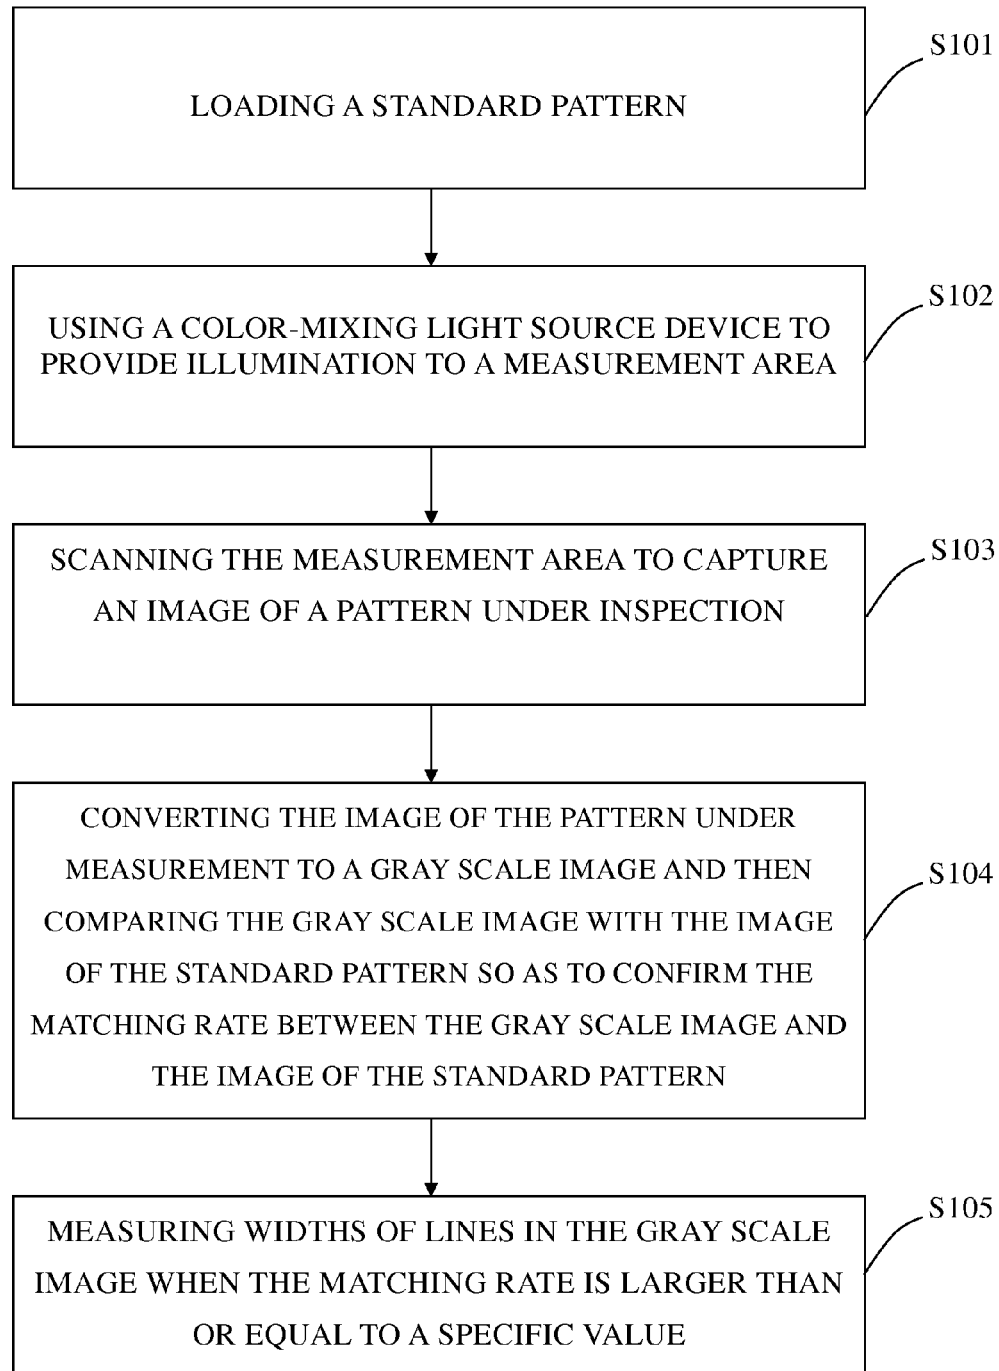 S101
LOADING A STANDARD PATTERN
S102
USING A COLOR-MIXING LIGHT SOURCE DEVICE TO
PROVIDE ILLUMINATION TO A MEASUREMENT AREA
S103
SCANNING THE MEASUREMENT AREA TO CAPTURE
AN IMAGE OF A PATTERN UNDER INSPECTION
S104
CONVERTING THE IMAGE OF THE PATTERN UNDER
MEASUREMENT TO A GRAY SCALE IMAGE AND THEN
COMPARING THE GRAY SCALE IMAGE WITH THE IMAGE
OF THE STANDARD PATTERN SO AS TO CONFIRM THE
MATCHING RATE BETWEEN THE GRAY SCALE IMAGE AND
THE IMAGE OF THE STANDARD PATTERN
S105
MEASURING WIDTHS OF LINES IN THE GRAY SCALE
IMAGE WHEN THE MATCHING RATE IS LARGER THAN
OR EQUAL TO A SPECIFIC VALUE